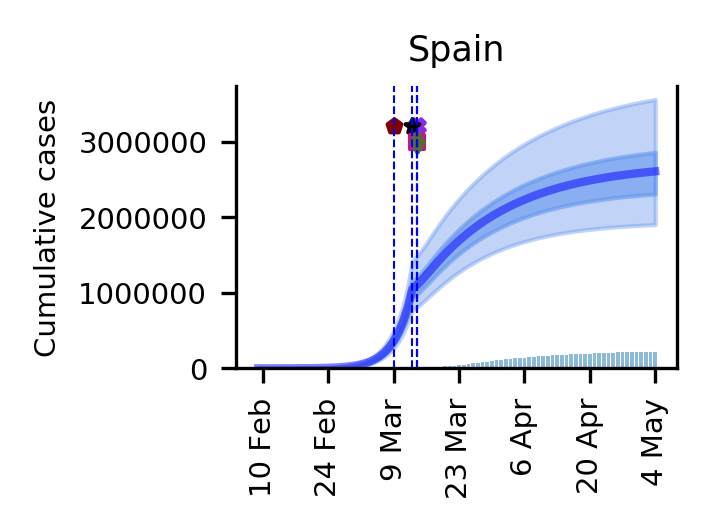 Spain
Cumulative cases
3000000
2000000
1000000
0
10 Feb
24 Feb
9 Mar
23 Mar
6 Apr
20 Apr
4 May